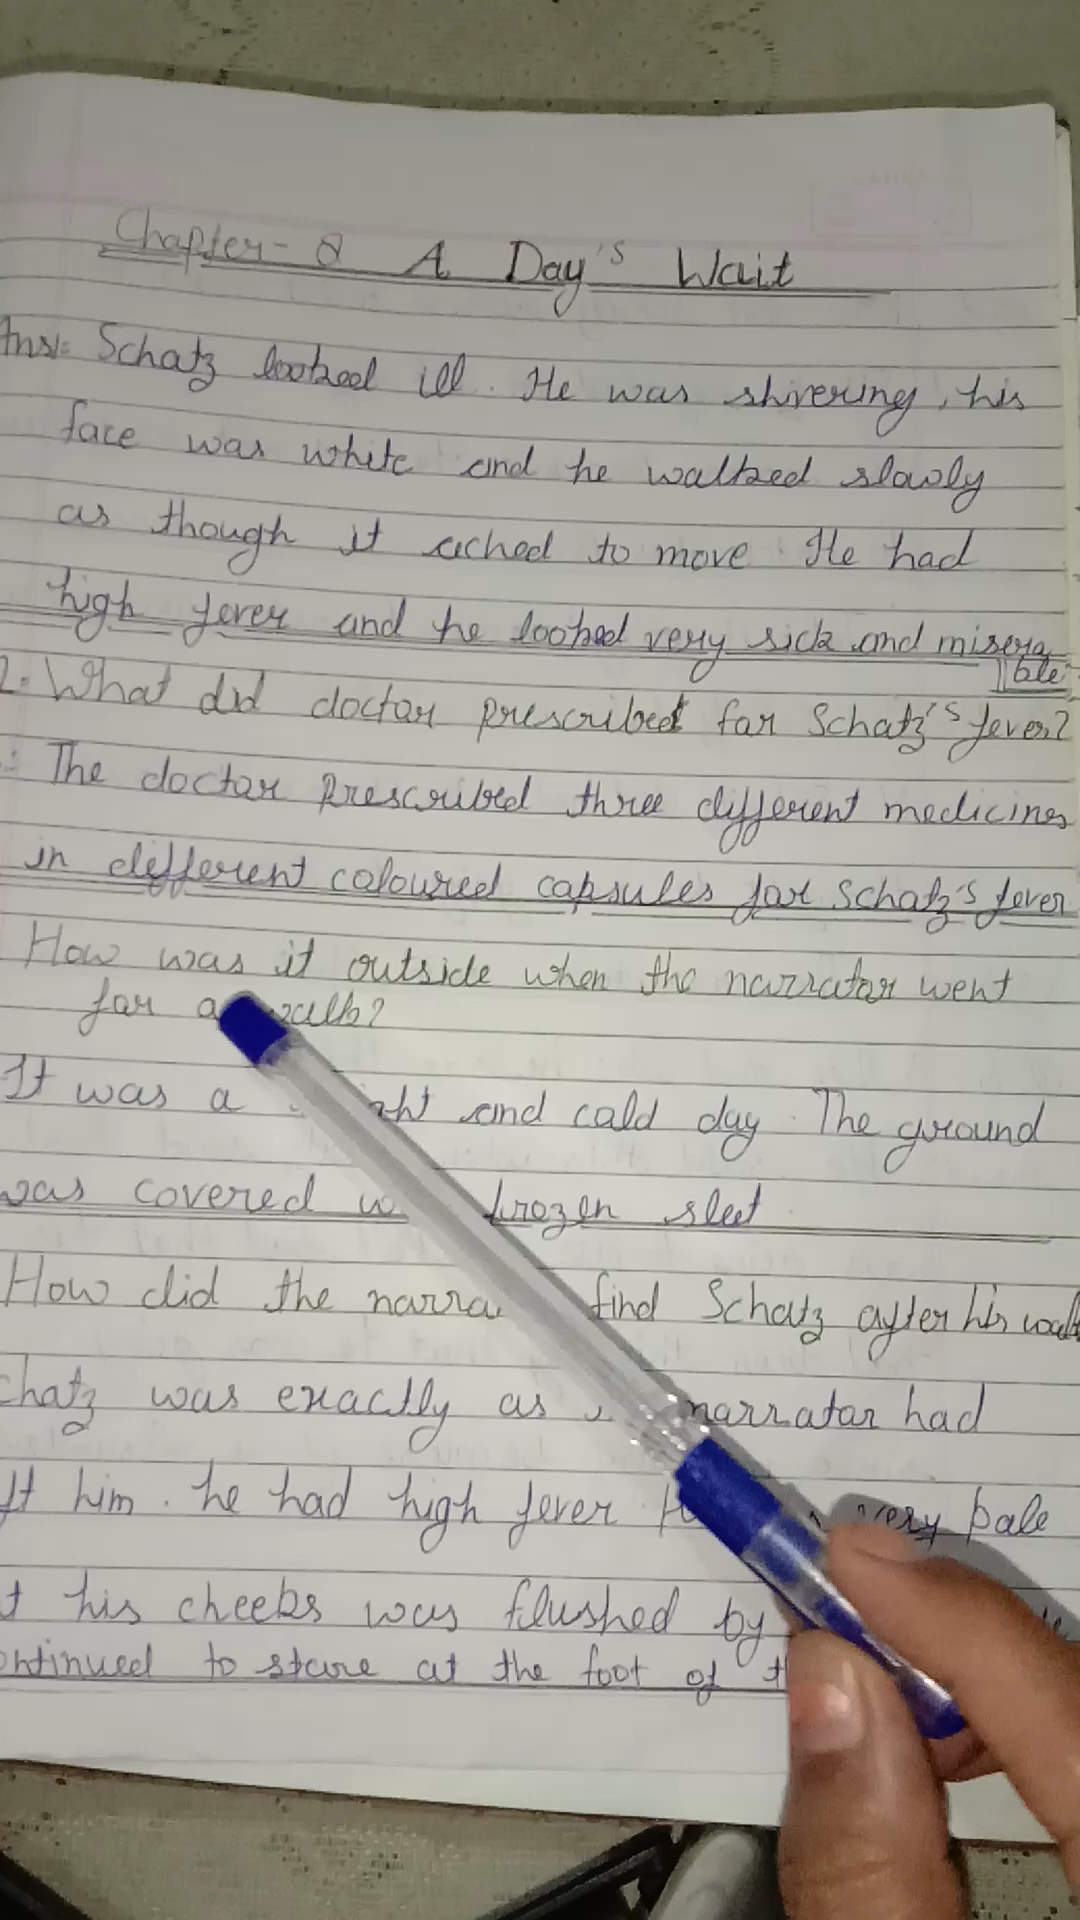 Chapter-8 A Day's Wait
Ans1= Schatz looked ill. He was shivering, his
face was white and he walked slowly
as though it ached to move. He had
high fever and he looked very sick and misera
ble
2. What did doctor prescribed for Schatz's fever?
: The doctor prescribed three different medicines
in different coloured capsules for Schatz's fever
How was it outside when the narrator went
for a walk?
It was a and cold day. The ground
was covered frozen sleet
How did the find Schatz after his
was exactly as narrator had
him. he had high fever very pale
his cheeks was flushed by
to stare at the foot of